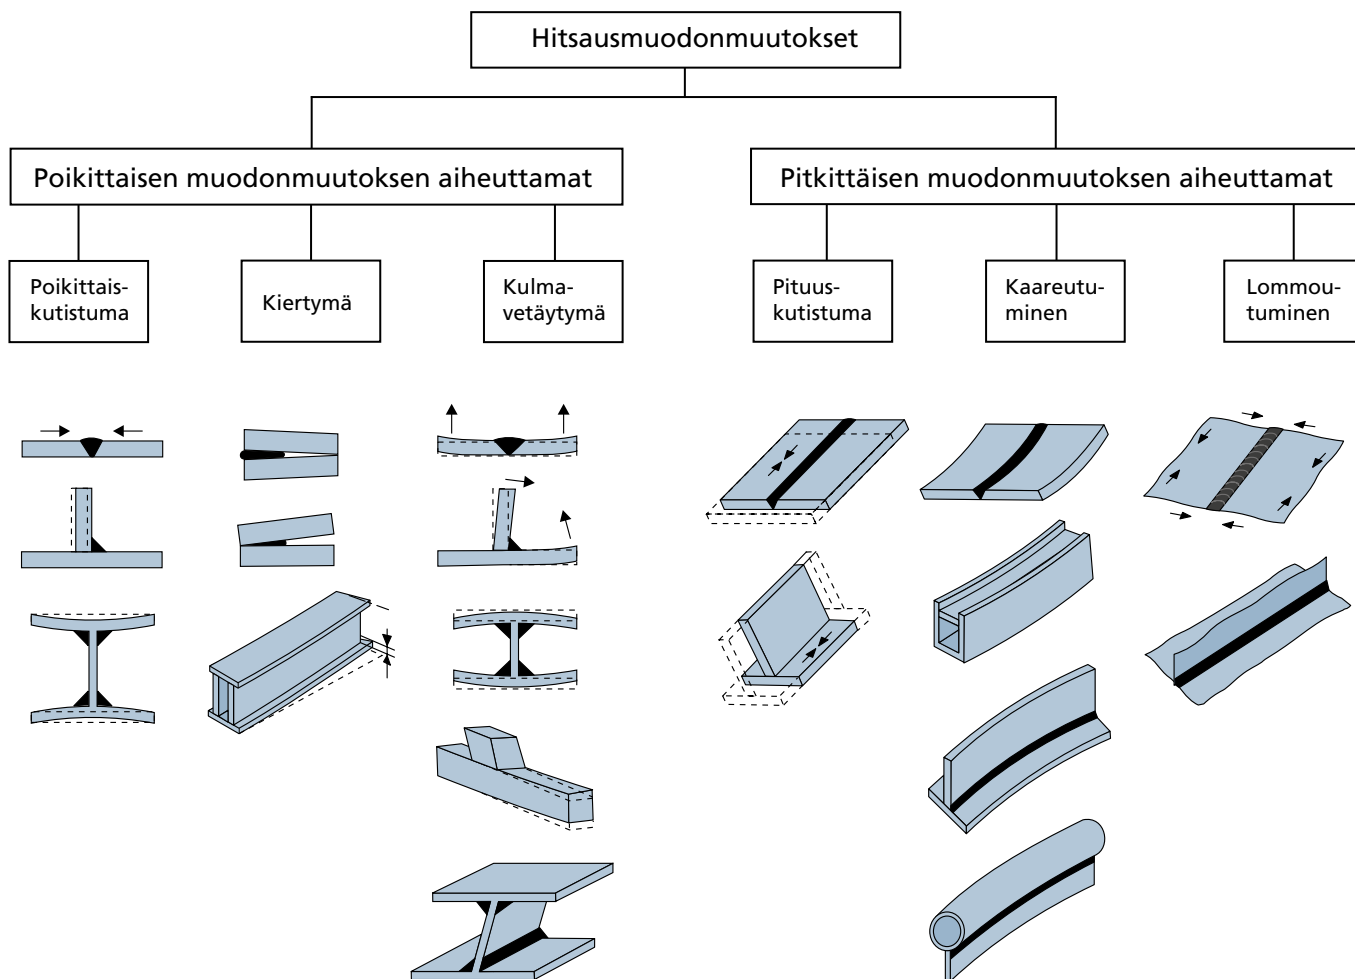 Hitsausmuodonmuutokset
Poikittaisen muodonmuutoksen aiheuttamat
Pitkittäisen muodonmuutoksen aiheuttamat
Poikittais-
kutistuma
Kiertymä
Kulma-
vetäytymä
Pituus-
kutistuma
Kaareutu-
minen
Lommou-
tuminen